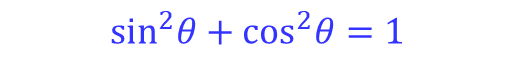 sin²θ + cos²θ = 1